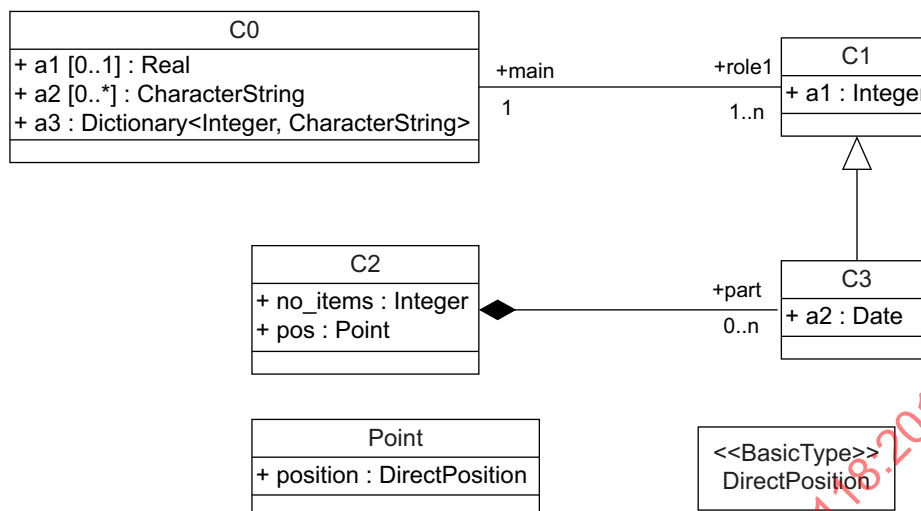 C0
+ a1 [0..1] : Real
+ a2 [0..*] : CharacterString
+ a3 : Dictionary<Integer, CharacterString>
+main
1
+role1
1..n
C1
+ a1 : Integer
C2
+ no_items : Integer
+ pos : Point
+part
0..n
C3
+ a2 : Date
Point
+ position : DirectPosition
<<BasicType>>
DirectPosition